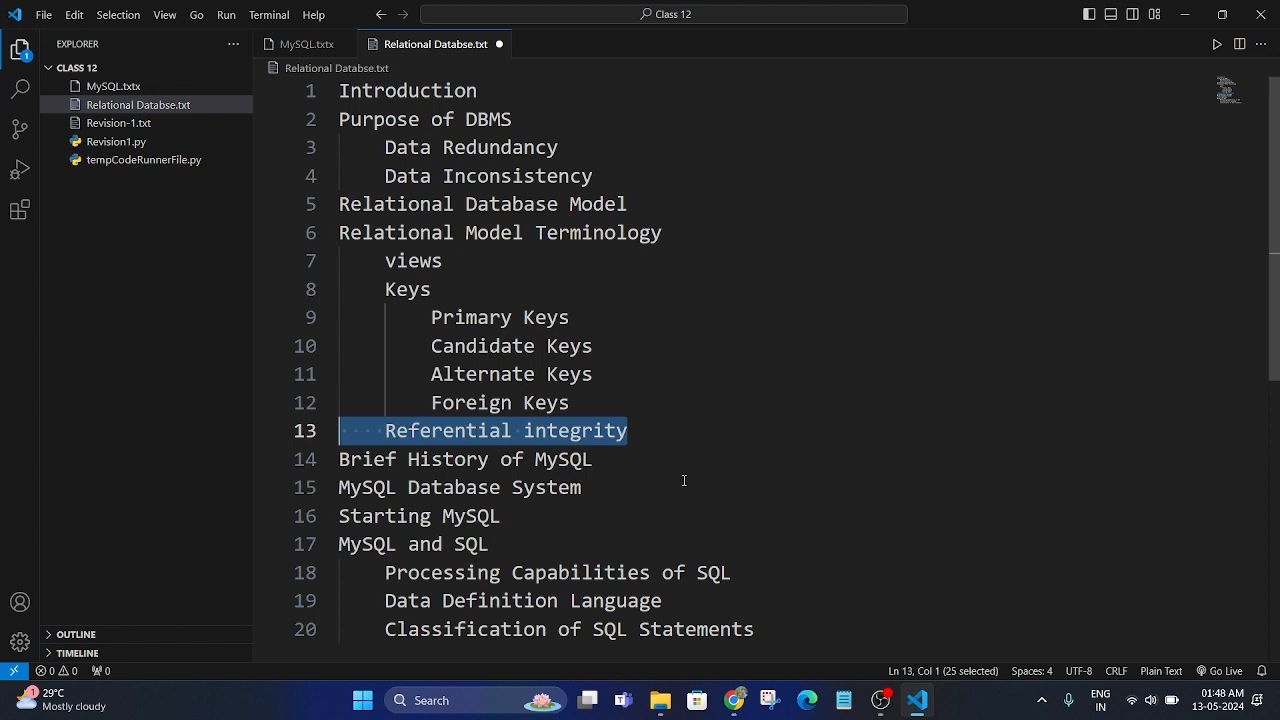 File Edit Selection View Go Run Terminal Help
Class 12
EXPLORER
MySQL.txtx
Relational Databse.txt
CLASS 12
Relational Databse.txt
MySQL.txtx
Relational Databse.txt
Revision-1.txt
Revision1.py
tempCodeRunnerFile.py
1 Introduction
2 Purpose of DBMS
3 Data Redundancy
4 Data Inconsistency
5 Relational Database Model
6 Relational Model Terminology
7 views
8 Keys
9 Primary Keys
10 Candidate Keys
11 Alternate Keys
12 Foreign Keys
13 ····Referential·integrity
14 Brief History of MySQL
15 MySQL Database System
16 Starting MySQL
17 MySQL and SQL
18 Processing Capabilities of SQL
19 Data Definition Language
20 Classification of SQL Statements
OUTLINE
TIMELINE
1
0 0 0
Ln 13, Col 1 (25 selected) Spaces: 4 UTF-8 CRLF Plain Text Go Live
1
29°C
Mostly cloudy
Search
ENG
IN
01:48 AM
13-05-2024